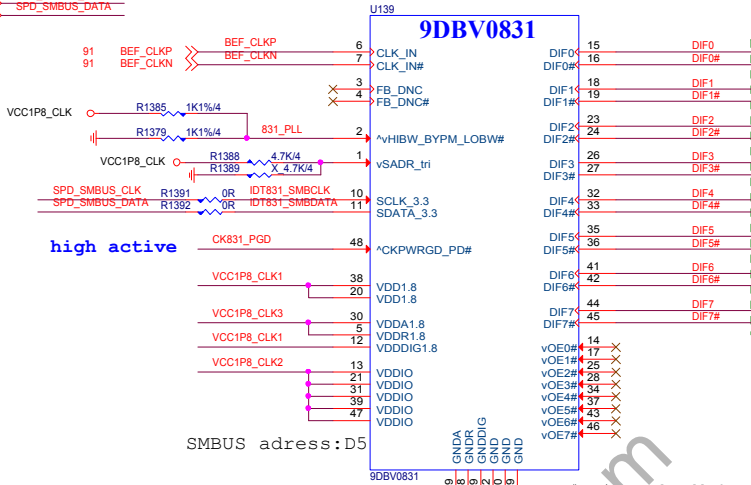 SPD_SMBUS_DATA
U139
9DBV0831
91 BEF_CLKP BEF_CLKP 6 CLK_IN DIF0 15 DIF0
91 BEF_CLKN BEF_CLKN 7 CLK_IN# DIF0# 16 DIF0#
3 FB_DNC DIF1 18 DIF1
4 FB_DNC# DIF1# 19 DIF1#
VCC1P8_CLK R1385 1K1%/4
R1379 1K1%/4 831_PLL 2 ^vHIBW_BYPM_LOBW# DIF2 23 DIF2
DIF2# 24 DIF2#
VCC1P8_CLK R1388 4.7K/4 1 vSADR_tri DIF3 26 DIF3
R1389 X_4.7K/4 DIF3# 27 DIF3#
SPD_SMBUS_CLK R1391 0R IDT831_SMBCLK 10 SCLK_3.3 DIF4 32 DIF4
SPD_SMBUS_DATA R1392 0R IDT831_SMBDATA 11 SDATA_3.3 DIF4# 33 DIF4#
high active CK831_PGD 48 ^CKPWRGD_PD# DIF5 35 DIF5
DIF5# 36 DIF5#
VCC1P8_CLK1 38 VDD1.8 DIF6 41 DIF6
20 VDD1.8 DIF6# 42 DIF6#
VCC1P8_CLK3 30 VDDA1.8 DIF7 44 DIF7
5 VDDR1.8 DIF7# 45 DIF7#
VCC1P8_CLK1 12 VDDDIG1.8
vOE0# 14
vOE1# 17
VCC1P8_CLK2 13 VDDIO vOE2# 25
21 VDDIO vOE3# 28
31 VDDIO vOE4# 34
39 VDDIO vOE5# 37
47 VDDIO vOE6# 43
vOE7# 46
SMBUS adress:D5
GNDA
GNDR
GNDDIG
GND
GND
GND
9DBV0831